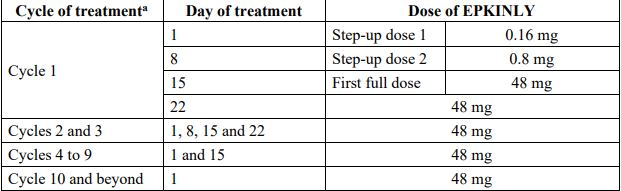 Cycle of treatmentᵃ Day of treatment Dose of EPKINLY
Cycle 1 1 Step-up dose 1 0.16 mg
8 Step-up dose 2 0.8 mg
15 First full dose 48 mg
22 48 mg
Cycles 2 and 3 1, 8, 15 and 22 48 mg
Cycles 4 to 9 1 and 15 48 mg
Cycle 10 and beyond 1 48 mg